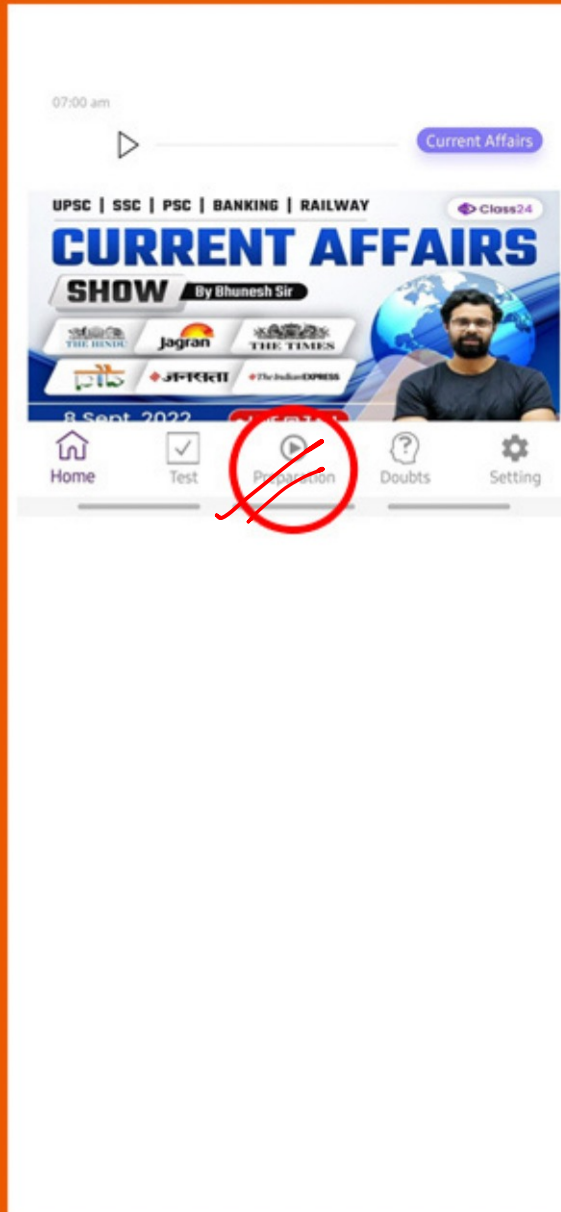 07:00 am
Current Affairs
UPSC | SSC | PSC | BANKING | RAILWAY
Class24
CURRENT AFFAIRS
SHOW By Bhunesh Sir
THE HINDU
Jagran
THE TIMES
जनसत्ता
The Indian EXPRESS
8 Sept, 2022
Home
Test
Preparation
Doubts
Setting